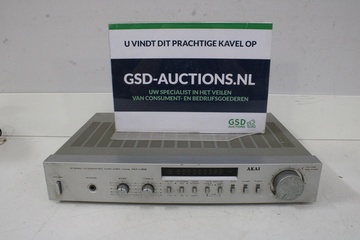 U VINDT DIT PRACHTIGE KAVEL OP
GSD-AUCTIONS.NL
UW SPECIALIST IN HET VEILEN
VAN CONSUMENT- EN BEDRIJFSGOEDEREN
GSD
AUCTIONS
AKAI